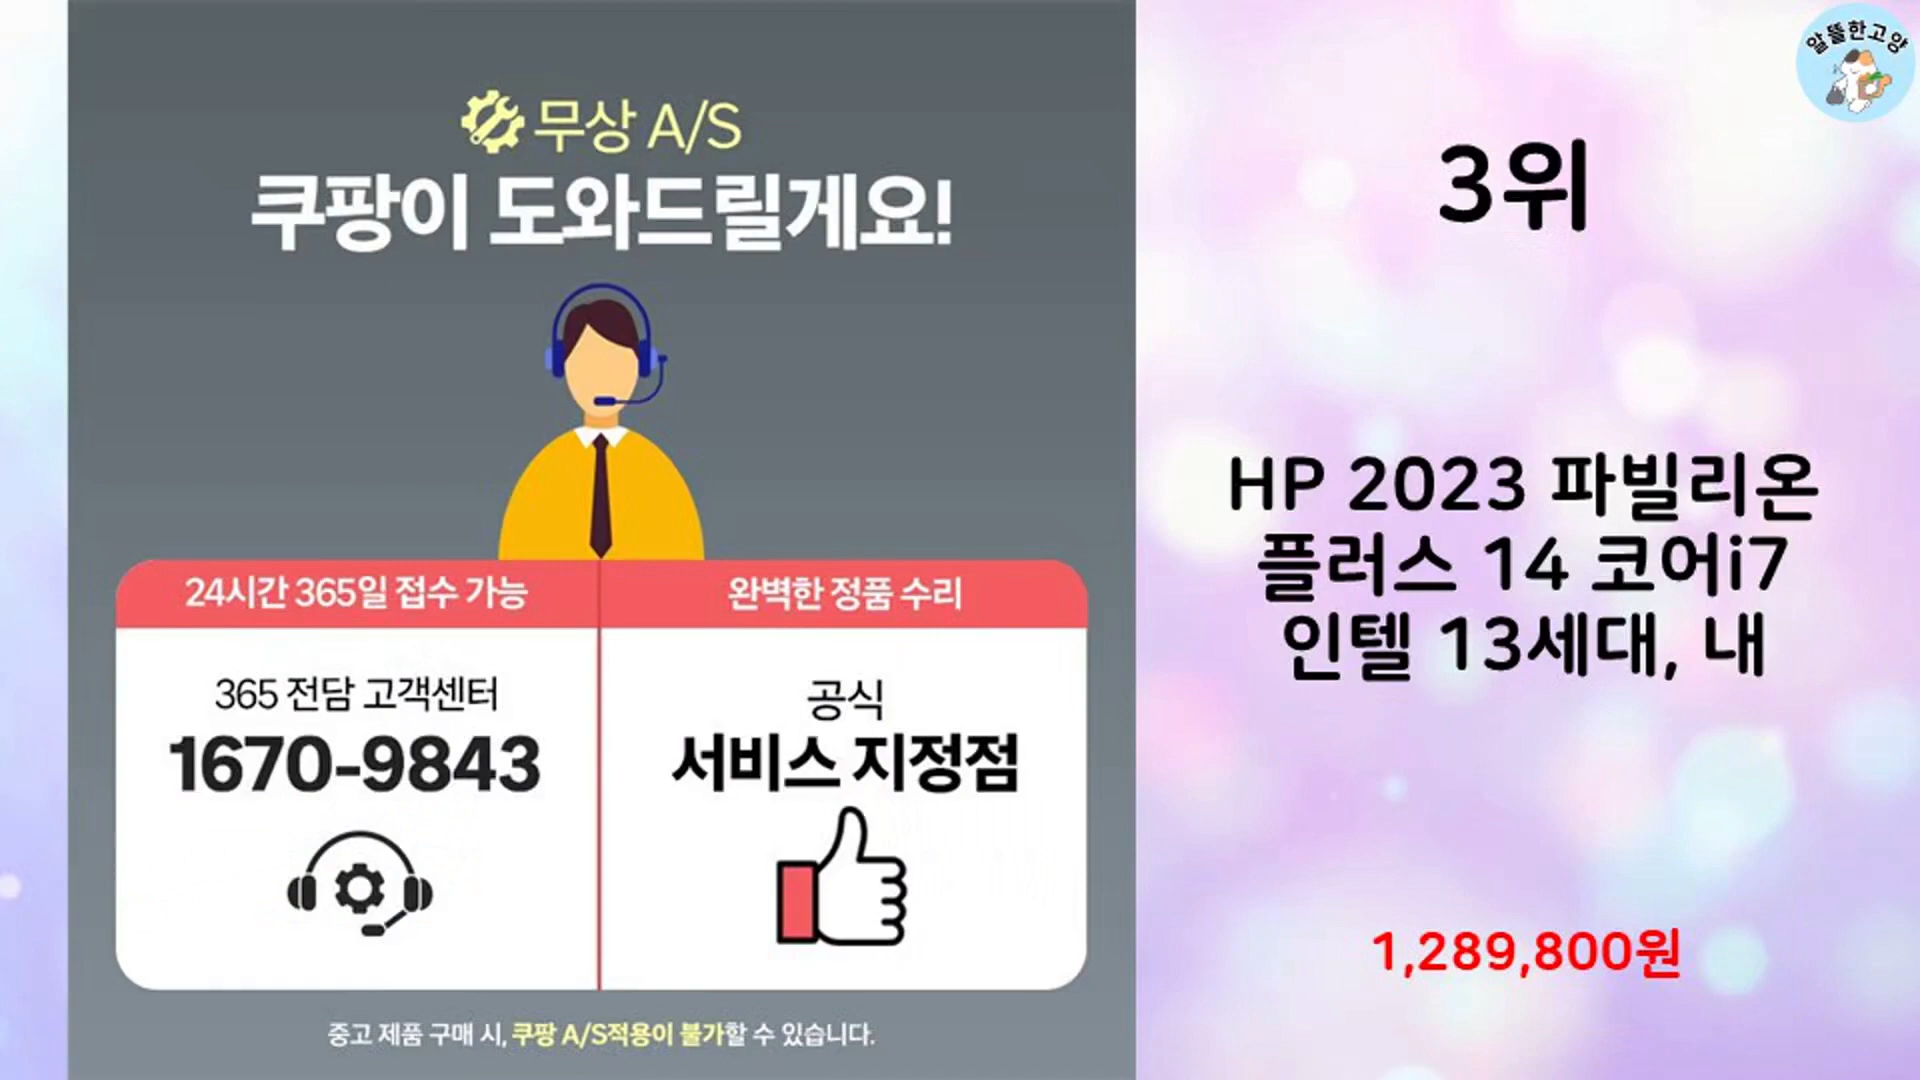 무상 A/S
쿠팡이 도와드릴게요!
24시간 365일 접수 가능
완벽한 정품 수리
365 전담 고객센터
1670-9843
공식
서비스 지정점
중고 제품 구매 시, 쿠팡 A/S적용이 불가할 수 있습니다.
알뜰한고양
3위
HP 2023 파빌리온
플러스 14 코어i7
인텔 13세대, 내
1,289,800원